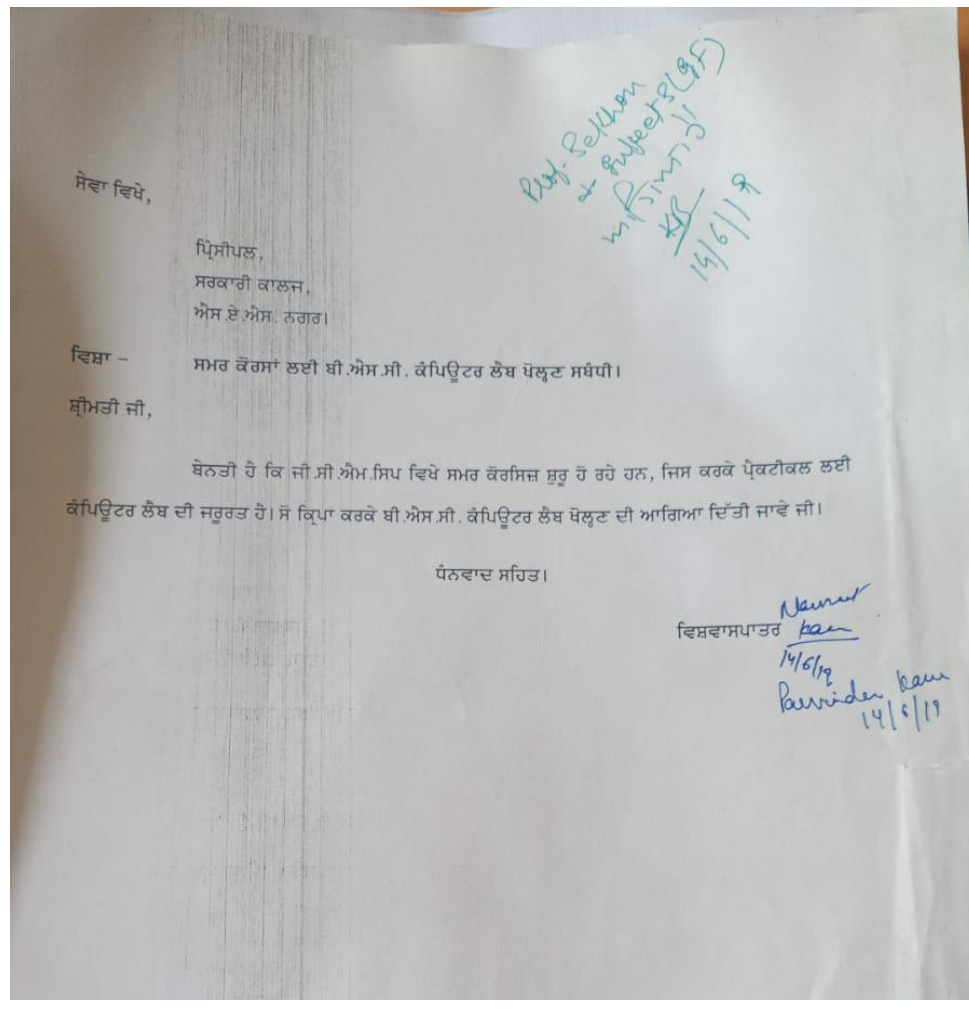 Prof. Sekhon
14/6/19
ਸੇਵਾ ਵਿਖੇ,
ਪ੍ਰਿੰਸੀਪਲ,
ਸਰਕਾਰੀ ਕਾਲਜ,
ਐਸ.ਏ.ਐਸ. ਨਗਰ।
ਵਿਸ਼ਾ – ਸਮਰ ਕੋਰਸਾਂ ਲਈ ਬੀ.ਐਸ.ਸੀ. ਕੰਪਿਊਟਰ ਲੈਬ ਖੋਲ੍ਹਣ ਸਬੰਧੀ।
ਸ਼੍ਰੀਮਤੀ ਜੀ,
ਬੇਨਤੀ ਹੈ ਕਿ ਜੀ.ਸੀ.ਐਮ.ਸਿਪ ਵਿਖੇ ਸਮਰ ਕੋਰਸਿਜ਼ ਸ਼ੁਰੂ ਹੋ ਰਹੇ ਹਨ, ਜਿਸ ਕਰਕੇ ਪ੍ਰੈਕਟੀਕਲ ਲਈ
ਕੰਪਿਊਟਰ ਲੈਬ ਦੀ ਜਰੂਰਤ ਹੈ। ਸੋ ਕ੍ਰਿਪਾ ਕਰਕੇ ਬੀ.ਐਸ.ਸੀ. ਕੰਪਿਊਟਰ ਲੈਬ ਖੋਲ੍ਹਣ ਦੀ ਆਗਿਆ ਦਿੱਤੀ ਜਾਵੇ ਜੀ।
ਧੰਨਵਾਦ ਸਹਿਤ।
ਵਿਸ਼ਵਾਸਪਾਤਰ
14/6/19
Parvinder kaur
14/6/19